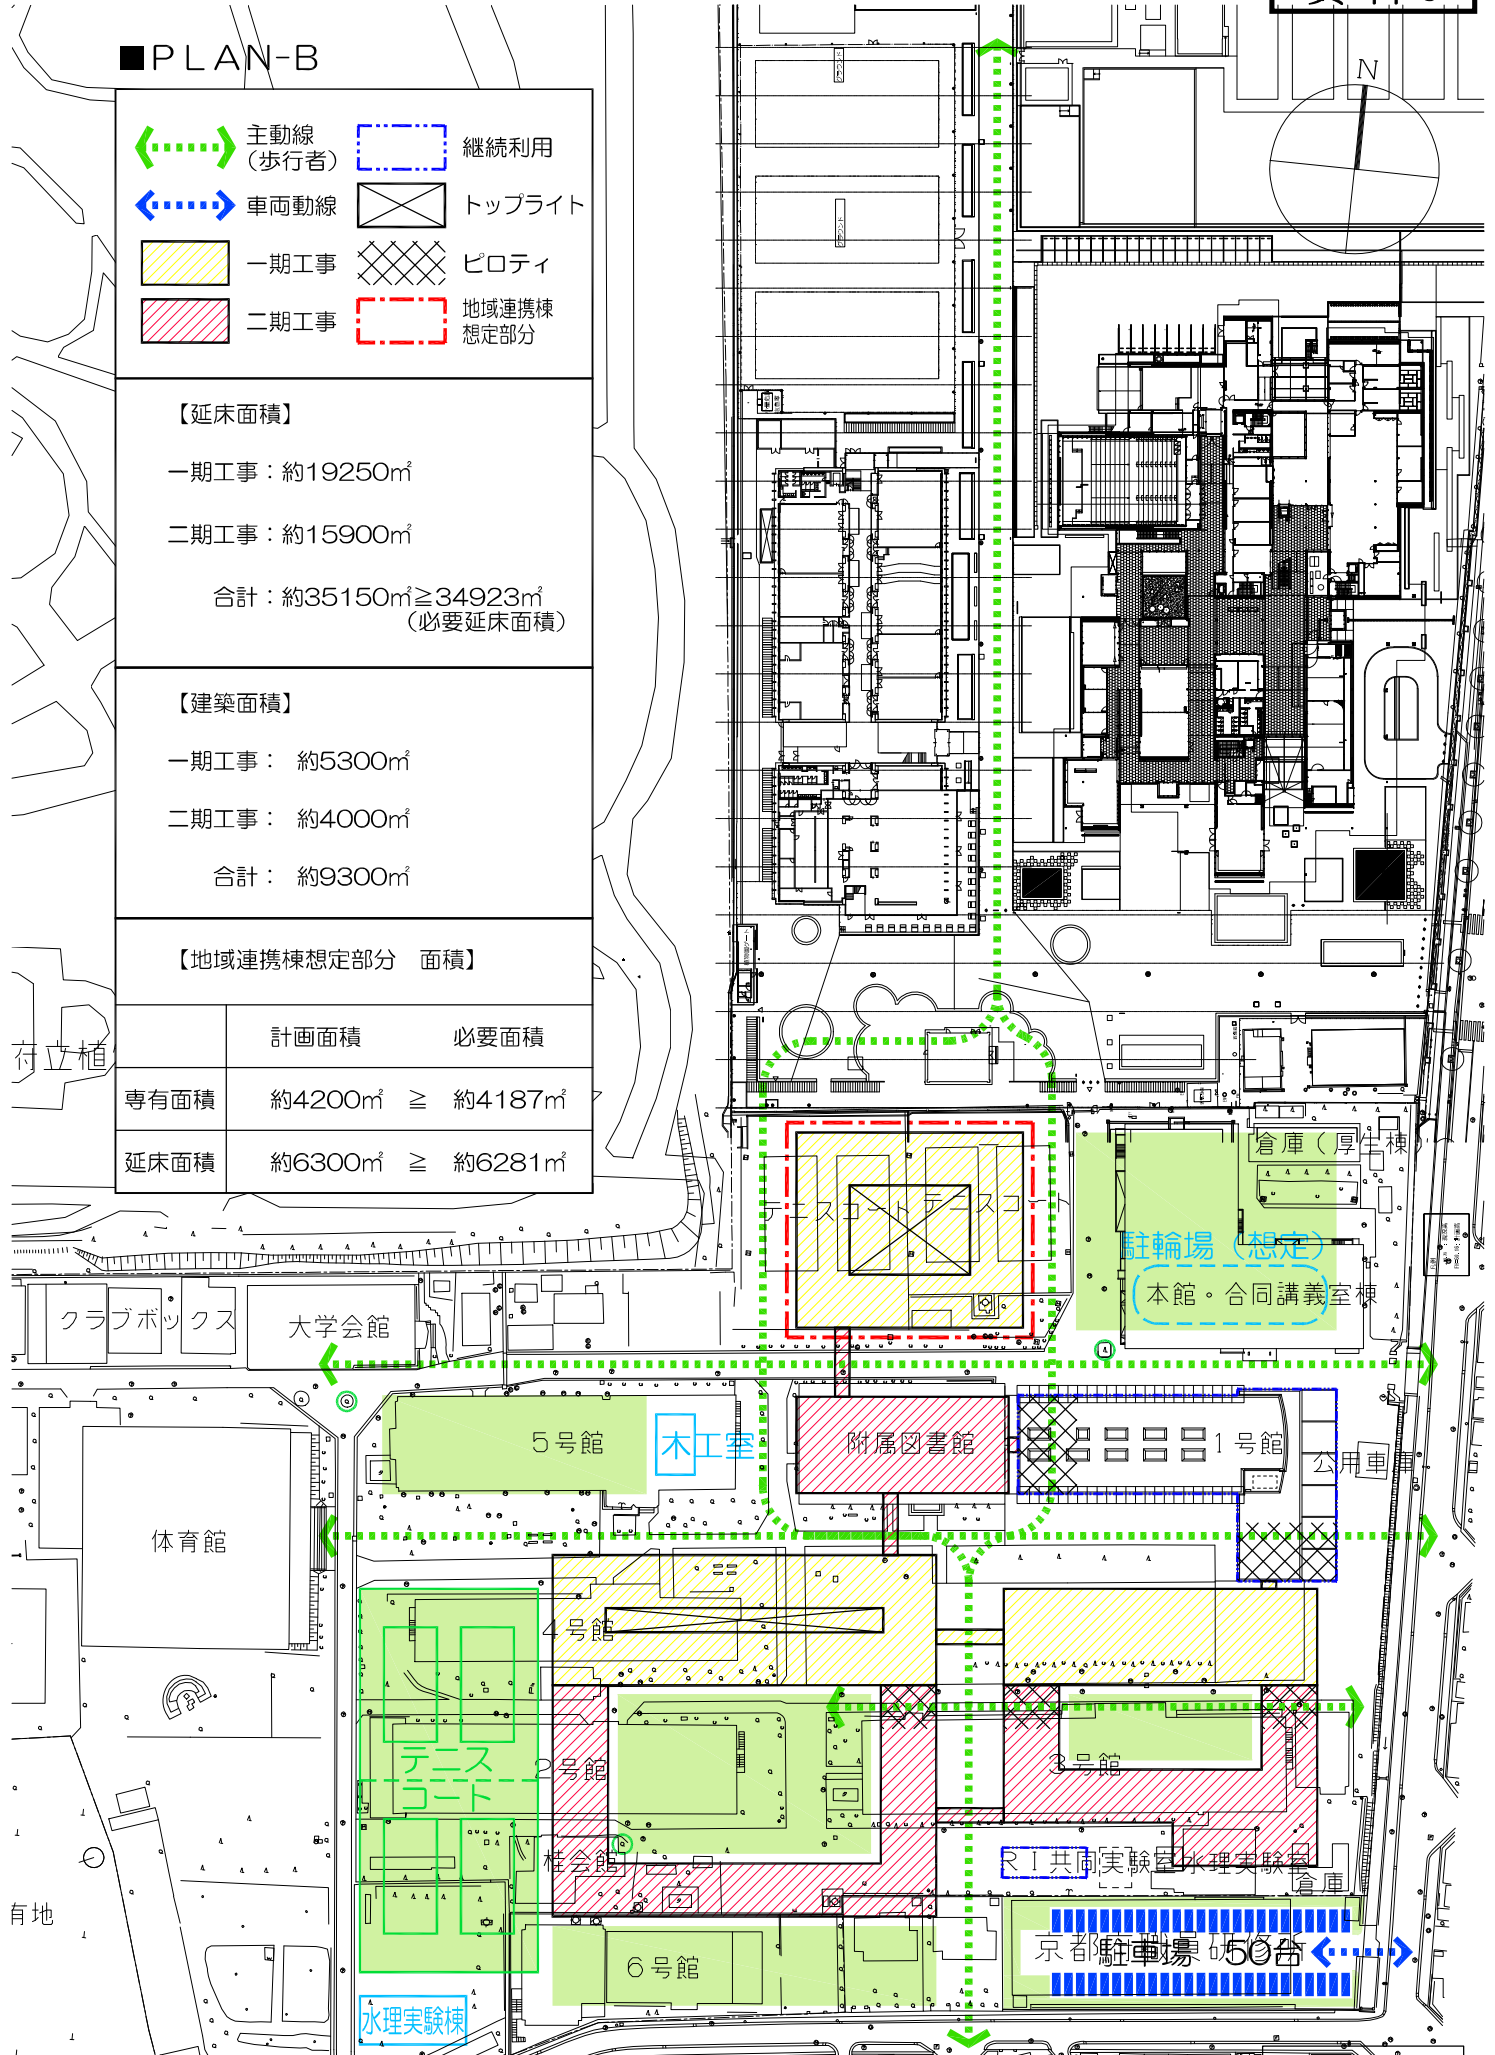 ■PLAN-B
N
主動線
(歩行者)
継続利用
車両動線
トップライト
一期工事
ピロティ
二期工事
地域連携棟
想定部分
【延床面積】
一期工事：約19250㎡
二期工事：約15900㎡
合計：約35150㎡≧34923㎡
(必要延床面積)
【建築面積】
一期工事： 約5300㎡
二期工事： 約4000㎡
合計： 約9300㎡
【地域連携棟想定部分 面積】
計画面積 必要面積
専有面積 約4200㎡ ≧ 約4187㎡
延床面積 約6300㎡ ≧ 約6281㎡
府立植
グラウンド
グラウンド
倉庫(厚生棟)
テニスコート テニスコート
駐輪場(想定)
本館・合同講義室棟
クラブボックス
大学会館
5号館
木工室
附属図書館
1号館
公用車庫
体育館
4号館
テニス
コート
2号館
3号館
桂会館
RI共同実験室
水理実験室
倉庫
6号館
駐車場 50台
水理実験棟
有地